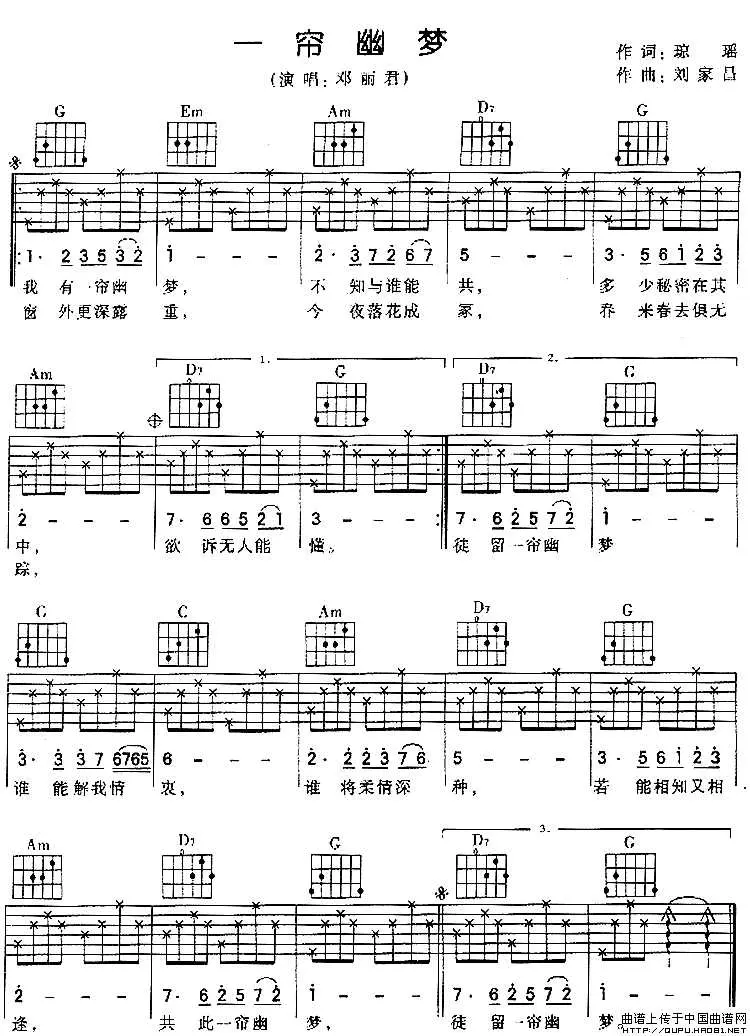 一帘幽梦
作词：琼 瑶
(演唱：邓丽君)
作曲：刘家昌
G Em Am D7 G
1· 2 3 5 3 2 1 - - - 2· 3 7 2 6 7 5 - - - 3· 5 6 1 2 3
我 有一帘幽 梦， 不 知与谁能 共， 多 少秘密在其
窗 外更深露 重， 今 夜落花成 冢， 春 来春去俱无
1. 2.
Am D7 G D7 G
2 - - - 7· 6 6 5 2 1 3 - - - 7· 6 2 5 7 2 1 - - -
中， 欲 诉无人能 懂。 徒 留一帘幽 梦
踪，
G C Am D7 G
3· 3 3 7 6765 6 - - - 2· 2 2 3 7 6 5 - - - 3· 5 6 1 2 3
谁 能解我情 衷， 谁 将柔情深 种， 若 能相知又相
3.
Am D7 G D7 G
2 - - - 7· 6 6 2 5 7 2 1 - - - 7· 6 2 5 7 2 1 - - -
逢， 共 此一帘幽 梦， 徒 留一帘幽 梦。
曲谱上传于中国曲谱网
HTTP://QUPU.HAO81.NET